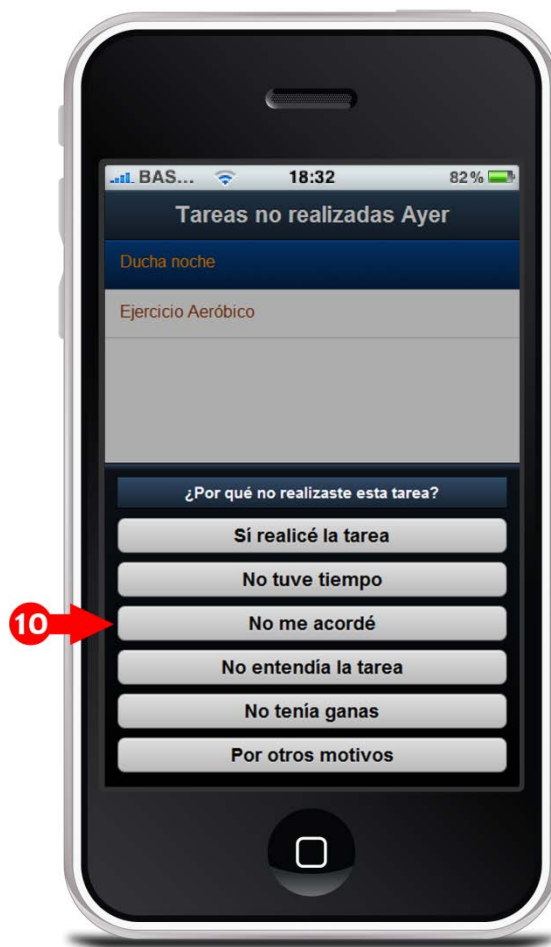 BAS... 18:32 82 %
Tareas no realizadas Ayer
Ducha noche
Ejercicio Aeróbico
¿Por qué no realizaste esta tarea?
Sí realicé la tarea
No tuve tiempo
10
No me acordé
No entendía la tarea
No tenía ganas
Por otros motivos